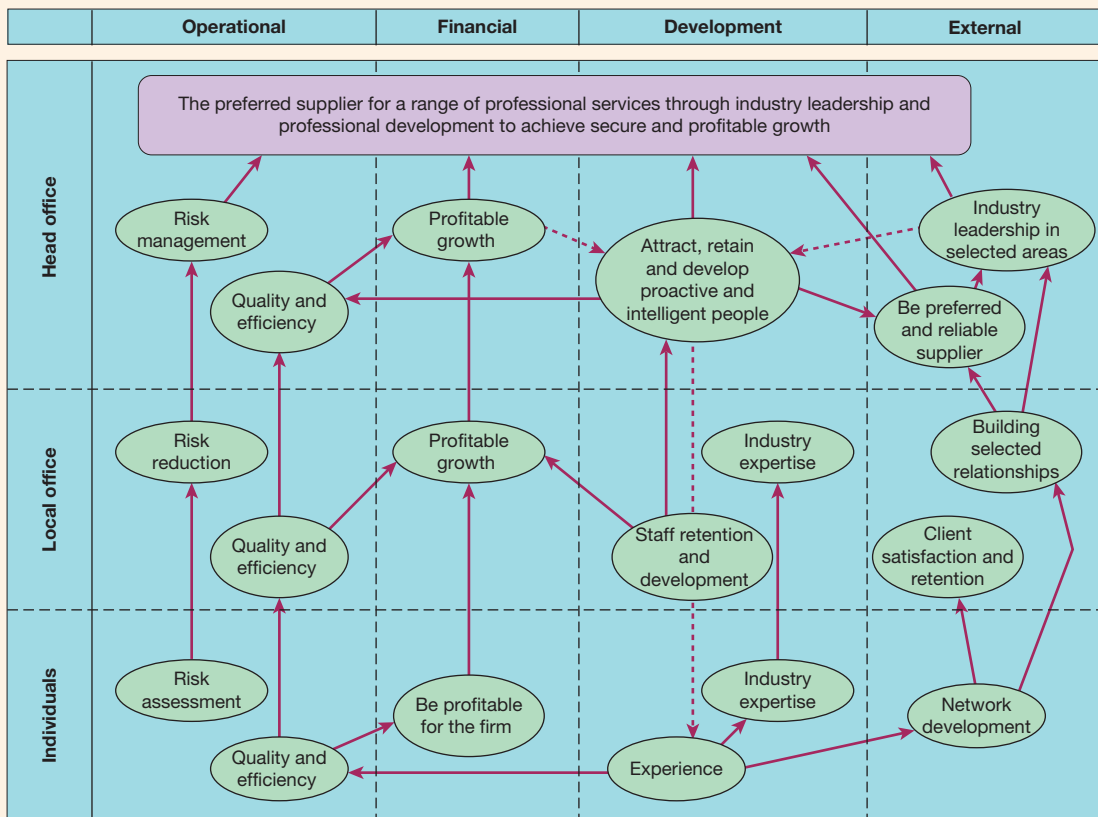 Operational
Financial
Development
External
Head office
The preferred supplier for a range of professional services through industry leadership and
professional development to achieve secure and profitable growth
Risk
management
Profitable
growth
Attract, retain
and develop
proactive and
intelligent people
Industry
leadership in
selected areas
Quality and
efficiency
Be preferred
and reliable
supplier
Local office
Risk
reduction
Profitable
growth
Industry
expertise
Building
selected
relationships
Quality and
efficiency
Staff retention
and
development
Client
satisfaction and
retention
Individuals
Risk
assessment
Be profitable
for the firm
Industry
expertise
Network
development
Quality and
efficiency
Experience